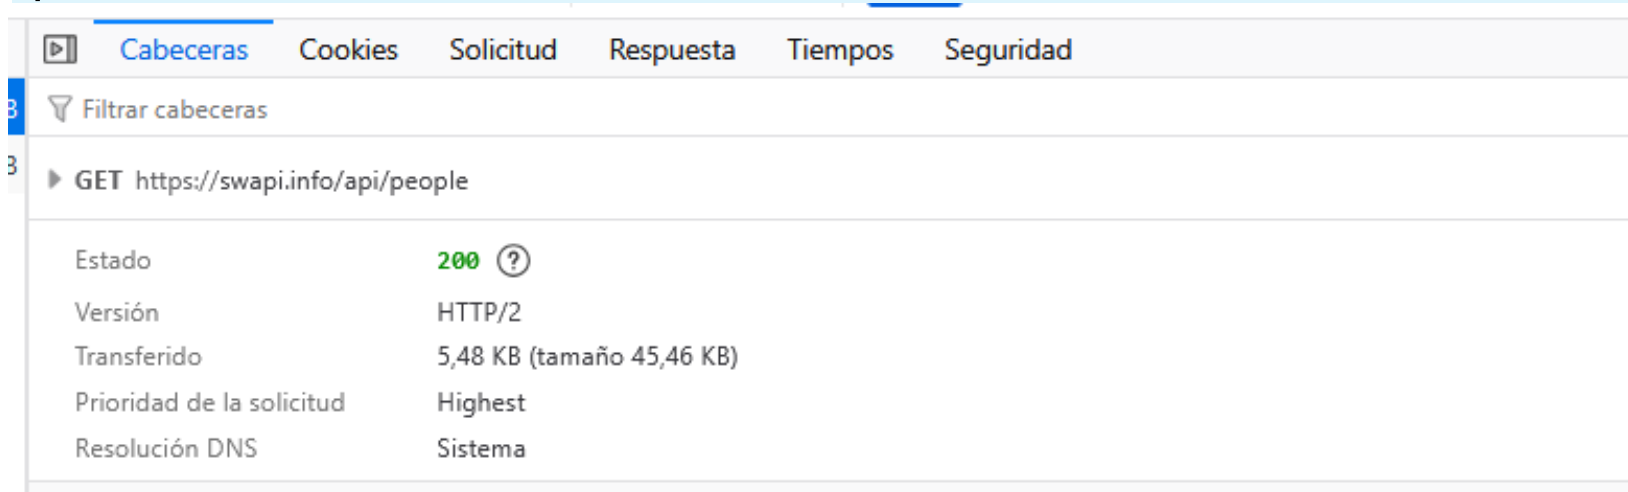 Cabeceras Cookies Solicitud Respuesta Tiempos Seguridad
Filtrar cabeceras
GET https://swapi.info/api/people
Estado 200
Versión HTTP/2
Transferido 5,48 KB (tamaño 45,46 KB)
Prioridad de la solicitud Highest
Resolución DNS Sistema